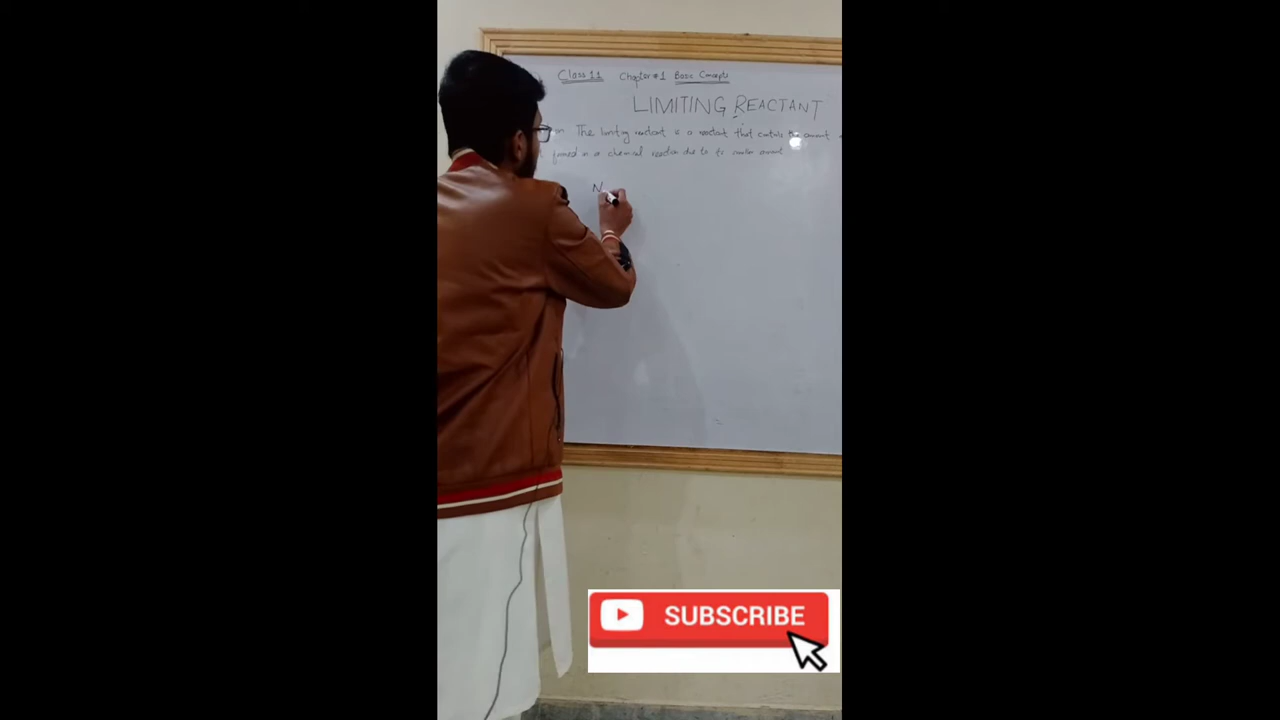 Class 11 Chapter #1 Basic Concepts
LIMITING REACTANT
The limiting reactant is a reactant that controls the amount
formed in a chemical reaction due to its smaller amount
N
SUBSCRIBE